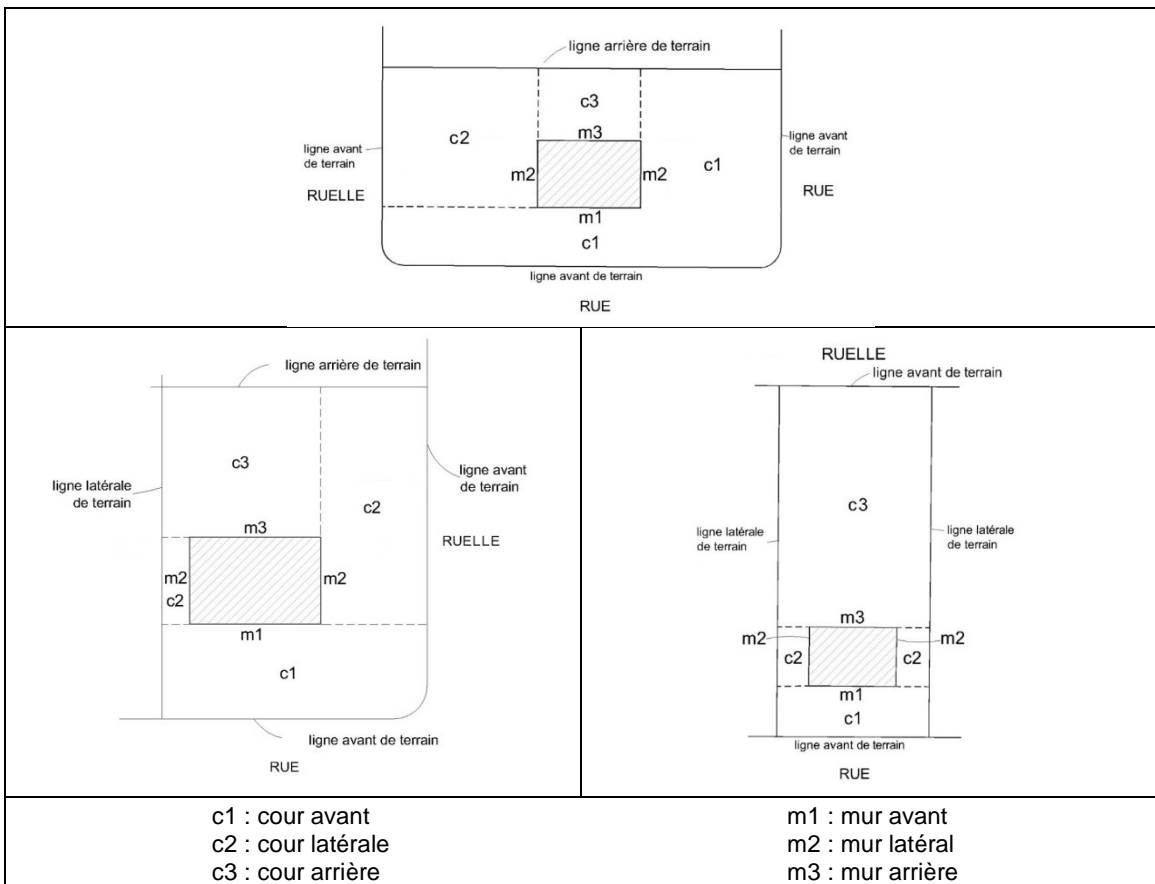 ligne arrière de terrain
c3
m3
c2
ligne avant
de terrain
ligne avant
de terrain
m2
m2
c1
RUELLE
RUE
m1
c1
ligne avant de terrain
RUE
ligne arrière de terrain
c3
ligne avant
de terrain
ligne latérale
de terrain
c2
m3
RUELLE
m2
m2
c2
m1
c1
ligne avant de terrain
RUE
RUELLE
ligne avant de terrain
c3
ligne latérale
de terrain
ligne latérale
de terrain
m3
m2
m2
c2
c2
m1
c1
ligne avant de terrain
RUE
c1 : cour avant
c2 : cour latérale
c3 : cour arrière
m1 : mur avant
m2 : mur latéral
m3 : mur arrière